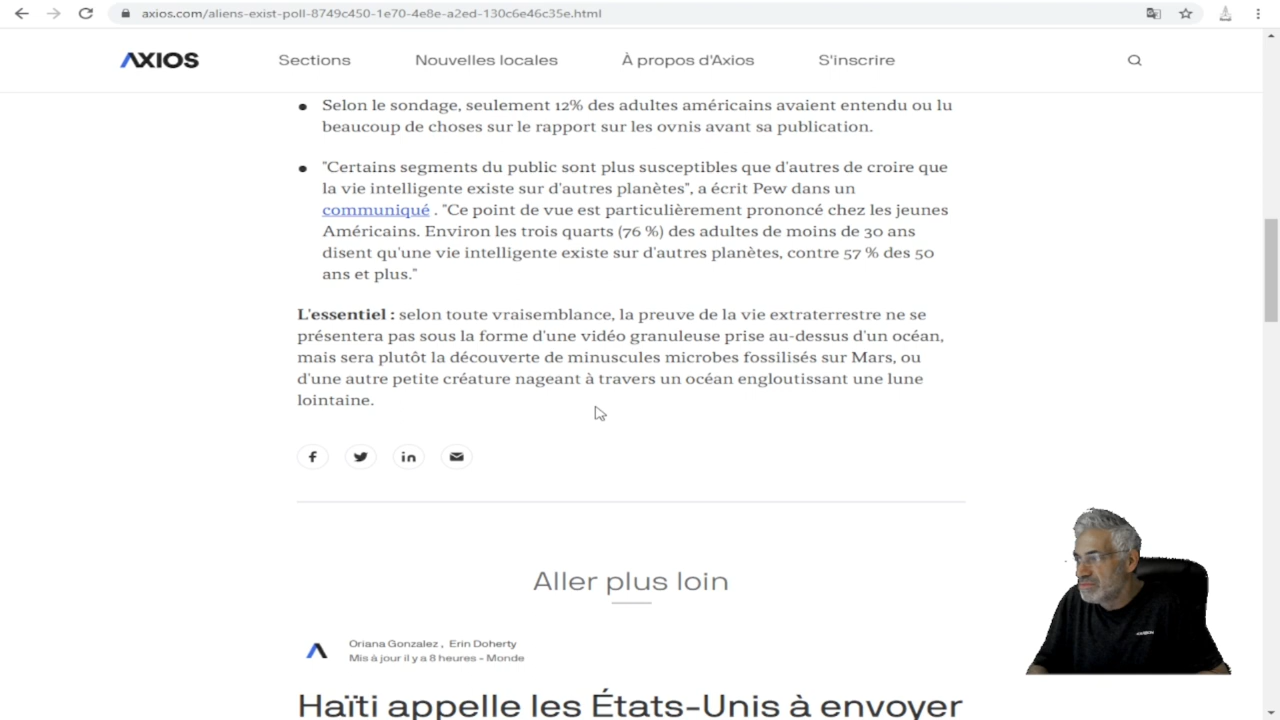 axios.com/aliens-exist-poll-8749c450-1e70-4e8e-a2ed-130c6e46c35e.html
AXIOS
Sections
Nouvelles locales
À propos d'Axios
S'inscrire
Selon le sondage, seulement 12% des adultes américains avaient entendu ou lu
beaucoup de choses sur le rapport sur les ovnis avant sa publication.
"Certains segments du public sont plus susceptibles que d'autres de croire que
la vie intelligente existe sur d'autres planètes", a écrit Pew dans un
communiqué . "Ce point de vue est particulièrement prononcé chez les jeunes
Américains. Environ les trois quarts (76 %) des adultes de moins de 30 ans
disent qu'une vie intelligente existe sur d'autres planètes, contre 57 % des 50
ans et plus."
L'essentiel : selon toute vraisemblance, la preuve de la vie extraterrestre ne se
présentera pas sous la forme d'une vidéo granuleuse prise au-dessus d'un océan,
mais sera plutôt la découverte de minuscules microbes fossilisés sur Mars, ou
d'une autre petite créature nageant à travers un océan engloutissant une lune
lointaine.
Aller plus loin
Oriana Gonzalez , Erin Doherty
Mis à jour il y a 8 heures - Monde
Haïti appelle les États-Unis à envoyer